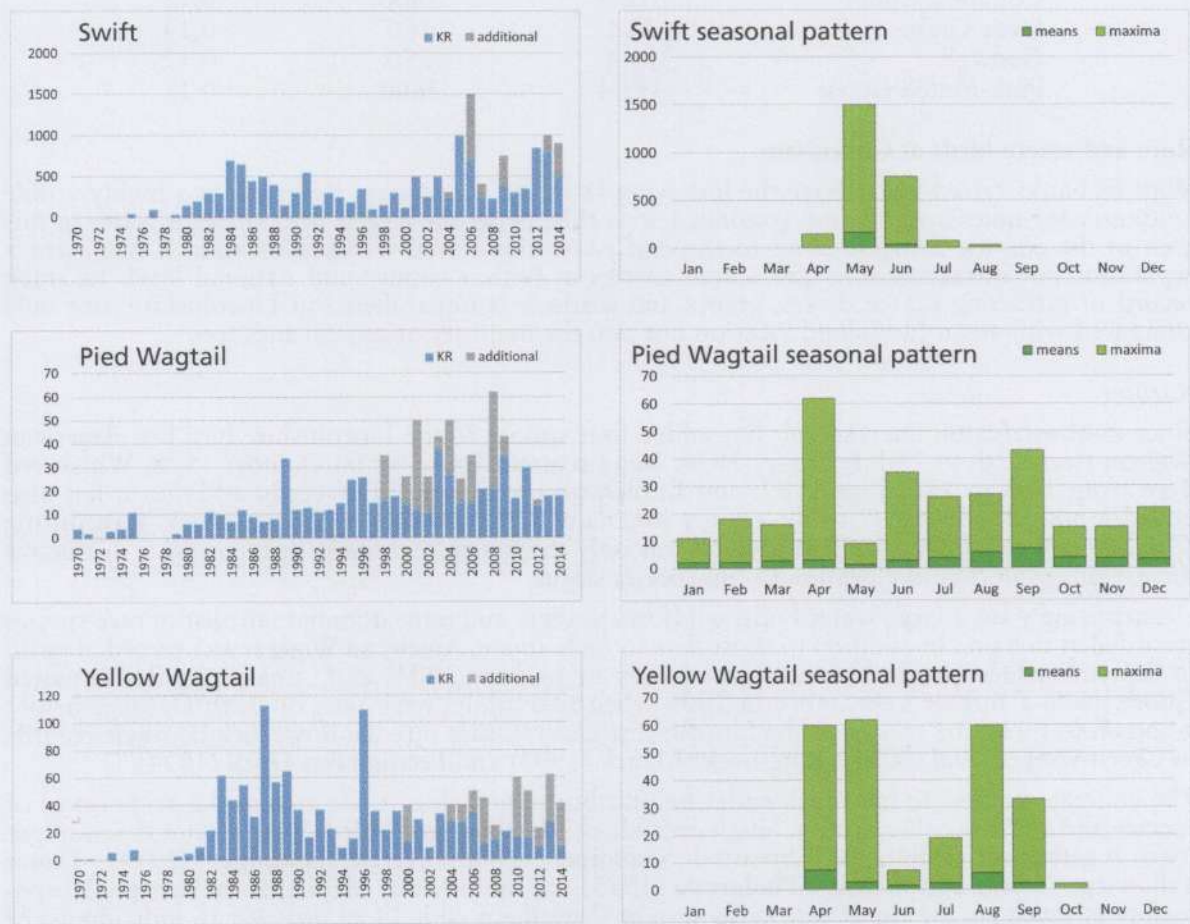 Swift
KR additional
2000
1500
1000
500
0
1970 1972 1974 1976 1978 1980 1982 1984 1986 1988 1990 1992 1994 1996 1998 2000 2002 2004 2006 2008 2010 2012 2014
Swift seasonal pattern
means maxima
2000
1500
1000
500
0
Jan Feb Mar Apr May Jun Jul Aug Sep Oct Nov Dec
Pied Wagtail
KR additional
70
60
50
40
30
20
10
0
1970 1972 1974 1976 1978 1980 1982 1984 1986 1988 1990 1992 1994 1996 1998 2000 2002 2004 2006 2008 2010 2012 2014
Pied Wagtail seasonal pattern
means maxima
70
60
50
40
30
20
10
0
Jan Feb Mar Apr May Jun Jul Aug Sep Oct Nov Dec
Yellow Wagtail
KR additional
120
100
80
60
40
20
0
1970 1972 1974 1976 1978 1980 1982 1984 1986 1988 1990 1992 1994 1996 1998 2000 2002 2004 2006 2008 2010 2012 2014
Yellow Wagtail seasonal pattern
means maxima
70
60
50
40
30
20
10
0
Jan Feb Mar Apr May Jun Jul Aug Sep Oct Nov Dec